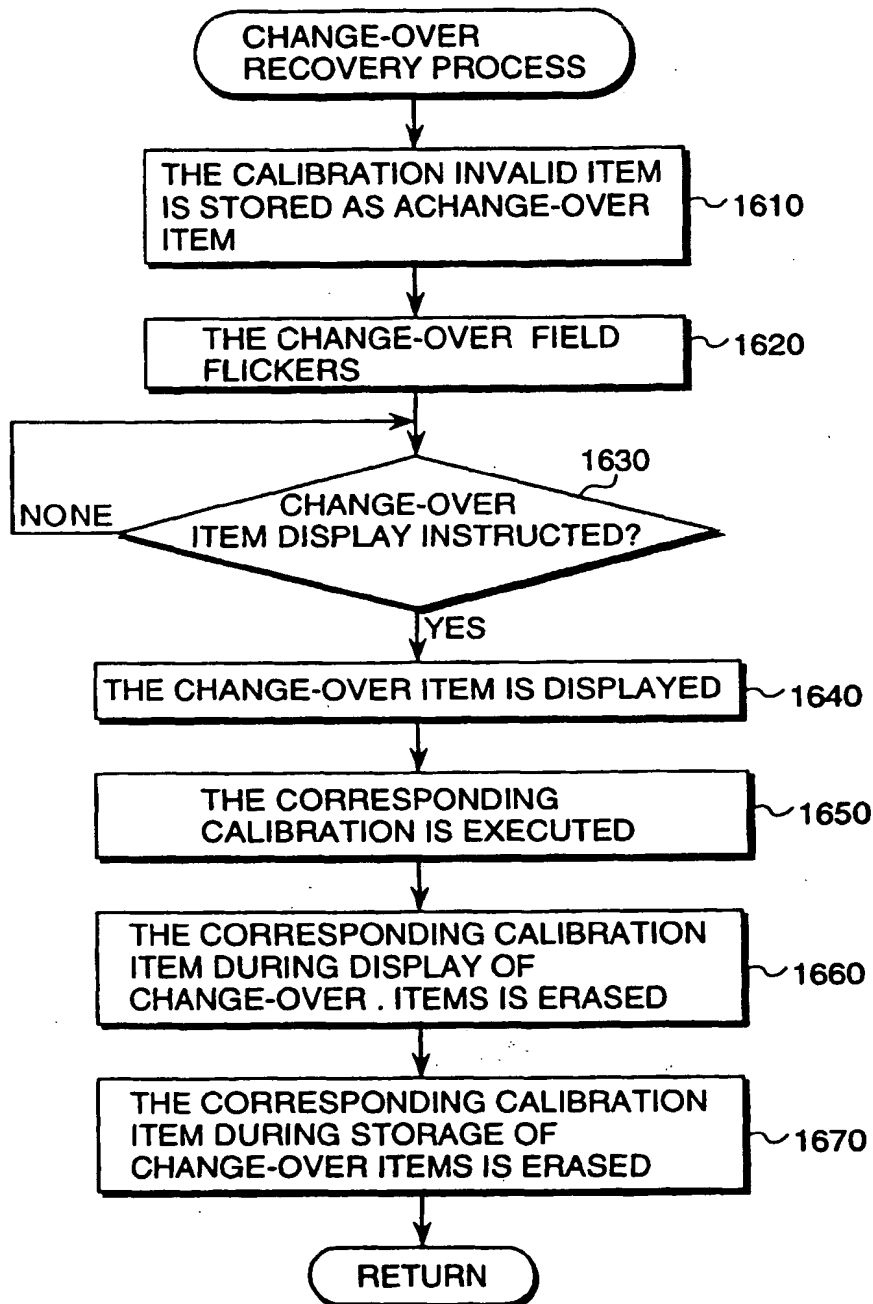 CHANGE-OVER
RECOVERY PROCESS
THE CALIBRATION INVALID ITEM
IS STORED AS ACHANGE-OVER
ITEM
1610
THE CHANGE-OVER FIELD
FLICKERS
1620
1630
NONE
CHANGE-OVER
ITEM DISPLAY INSTRUCTED?
YES
THE CHANGE-OVER ITEM IS DISPLAYED
1640
THE CORRESPONDING
CALIBRATION IS EXECUTED
1650
THE CORRESPONDING CALIBRATION
ITEM DURING DISPLAY OF
CHANGE-OVER . ITEMS IS ERASED
1660
THE CORRESPONDING CALIBRATION
ITEM DURING STORAGE OF
CHANGE-OVER ITEMS IS ERASED
1670
RETURN